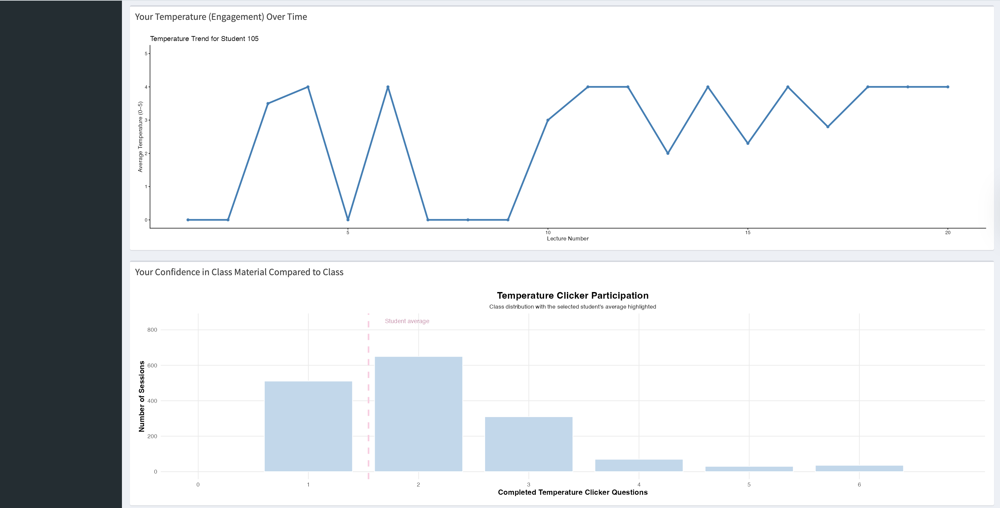 Your Temperature (Engagement) Over Time
Temperature Trend for Student 105
5
4
3
2
1
0
Average Temperature (0–5)
5 10 15 20
Lecture Number
Your Confidence in Class Material Compared to Class
Temperature Clicker Participation
Class distribution with the selected student's average highlighted
Student average
800
600
400
200
0
Number of Sessions
0 1 2 3 4 5 6
Completed Temperature Clicker Questions